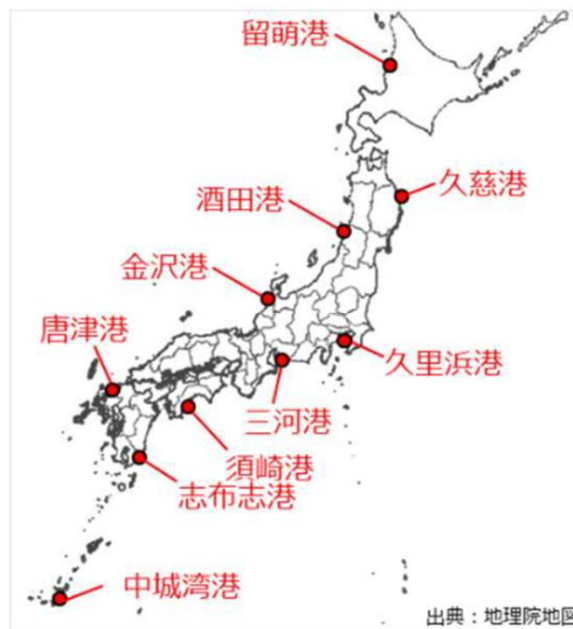 留萌港
久慈港
酒田港
金沢港
唐津港
久里浜港
三河港
須崎港
志布志港
中城湾港
出典：地理院地図